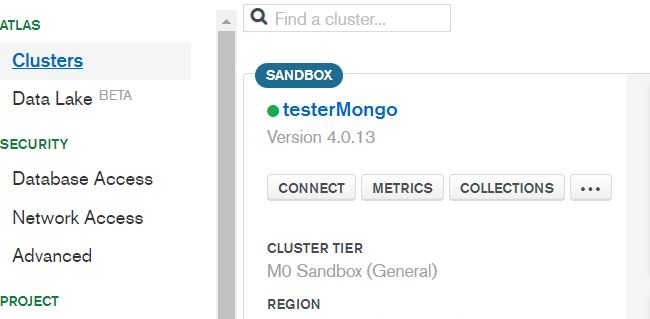 ATLAS
Clusters
Data Lake BETA
SECURITY
Database Access
Network Access
Advanced
PROJECT
Find a cluster...
SANDBOX
testerMongo
Version 4.0.13
CONNECT METRICS COLLECTIONS ...
CLUSTER TIER
M0 Sandbox (General)
REGION